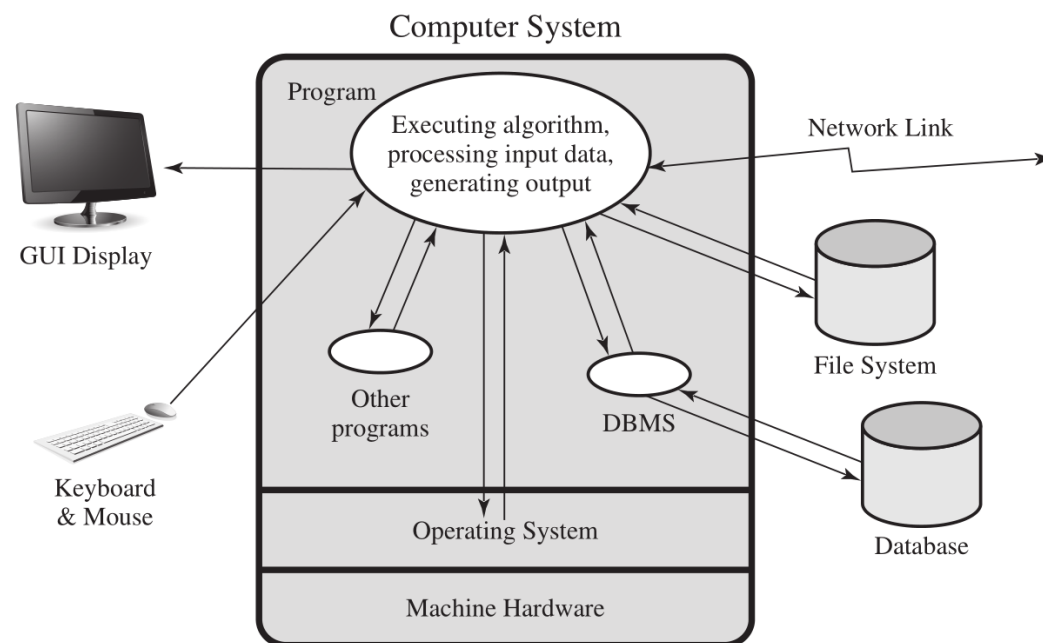 Computer System
Program
Executing algorithm,
processing input data,
generating output
Network Link
GUI Display
File System
Other
programs
DBMS
Keyboard
& Mouse
Operating System
Database
Machine Hardware